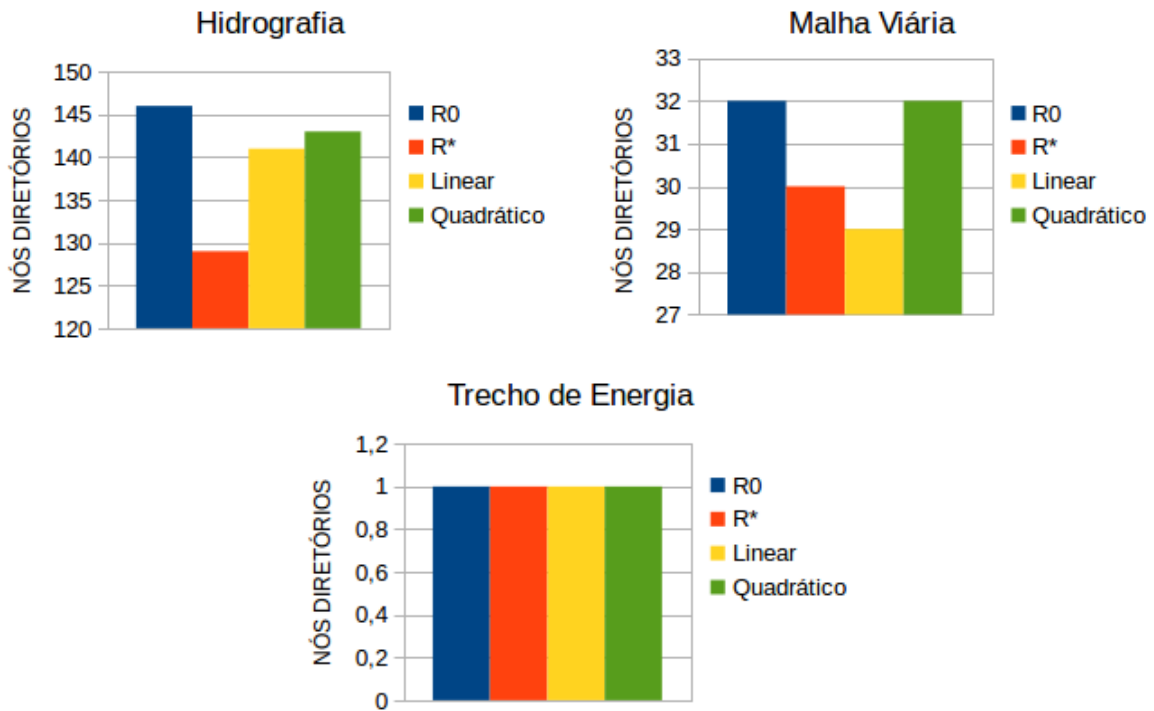 Hidrografia
NÓS DIRETÓRIOS
150
145
140
135
130
125
120
R0
R*
Linear
Quadrático
Malha Viária
NÓS DIRETÓRIOS
33
32
31
30
29
28
27
R0
R*
Linear
Quadrático
Trecho de Energia
NÓS DIRETÓRIOS
1,2
1
0,8
0,6
0,4
0,2
0
R0
R*
Linear
Quadrático